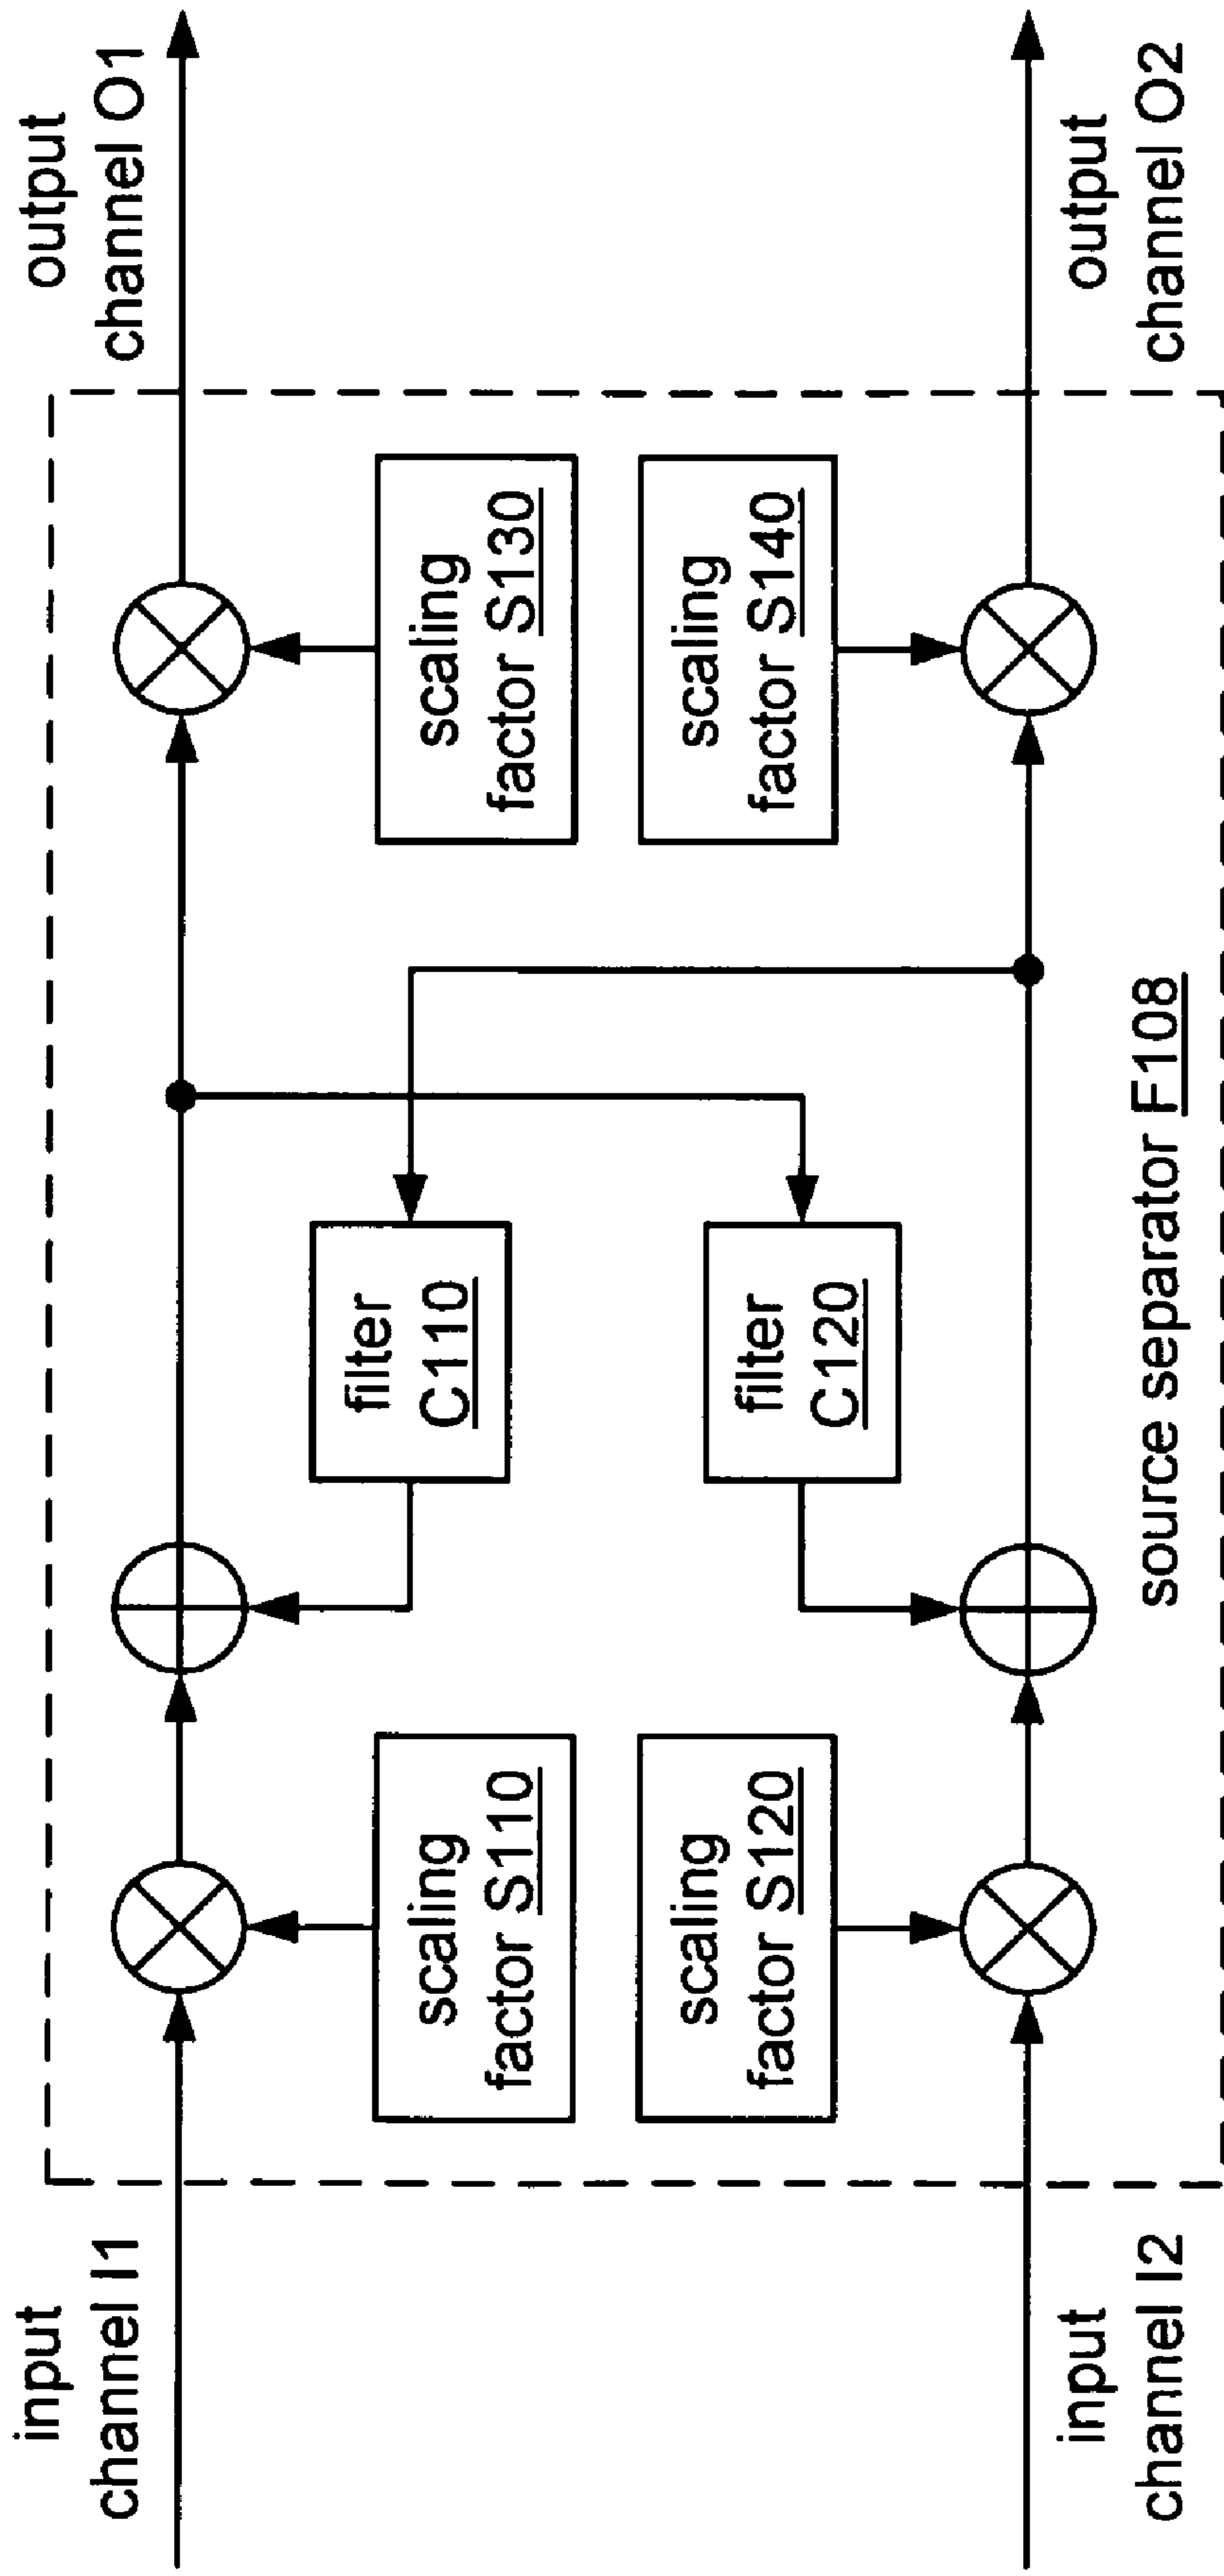 input
channel I1
output
channel O1
scaling
factor S110
filter
C110
scaling
factor S130
scaling
factor S120
filter
C120
scaling
factor S140
input
channel I2
source separator F108
output
channel O2